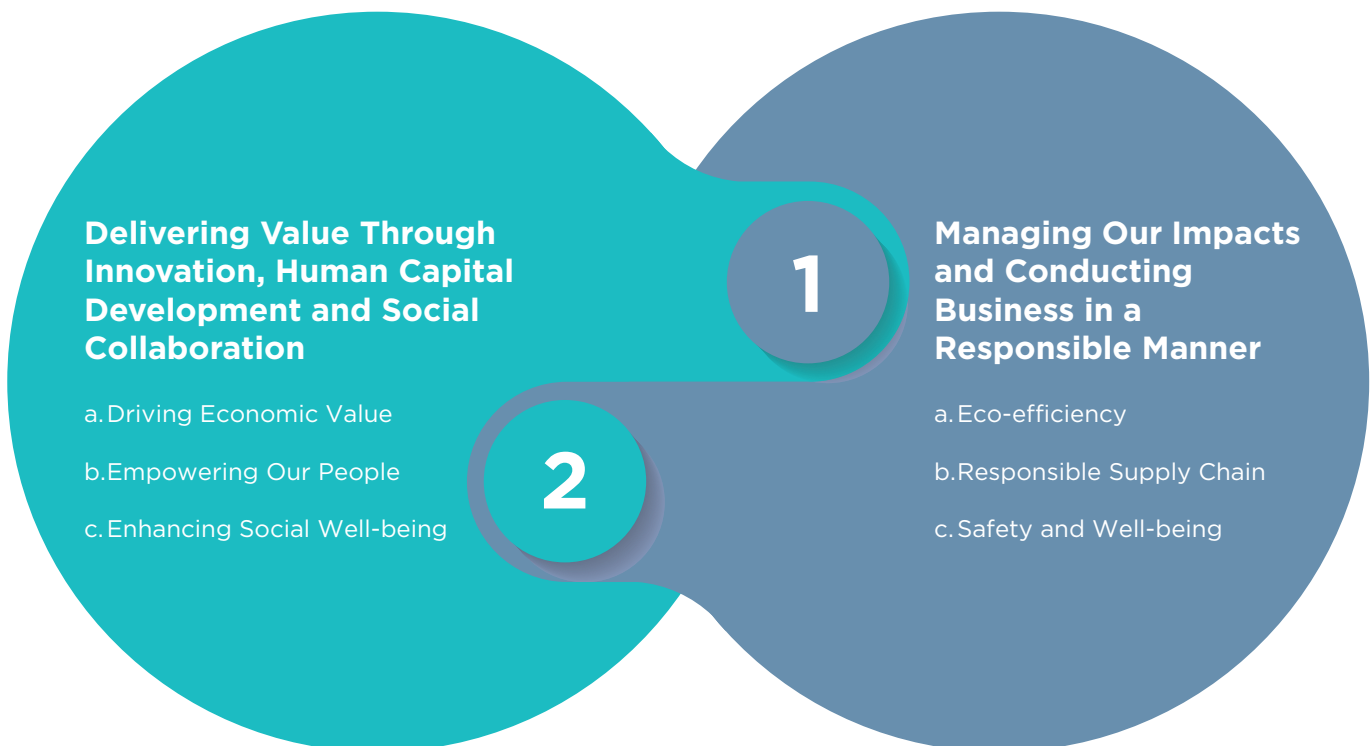 Delivering Value Through
Innovation, Human Capital
Development and Social
Collaboration
a. Driving Economic Value
b. Empowering Our People
c. Enhancing Social Well-being
1
2
Managing Our Impacts
and Conducting
Business in a
Responsible Manner
a. Eco-efficiency
b. Responsible Supply Chain
c. Safety and Well-being